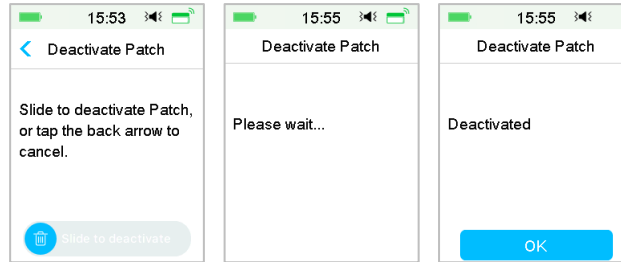 15:53
Deactivate Patch
Slide to deactivate Patch,
or tap the back arrow to
cancel.
Slide to deactivate
15:55
Deactivate Patch
Please wait...
15:55
Deactivate Patch
Deactivated
OK